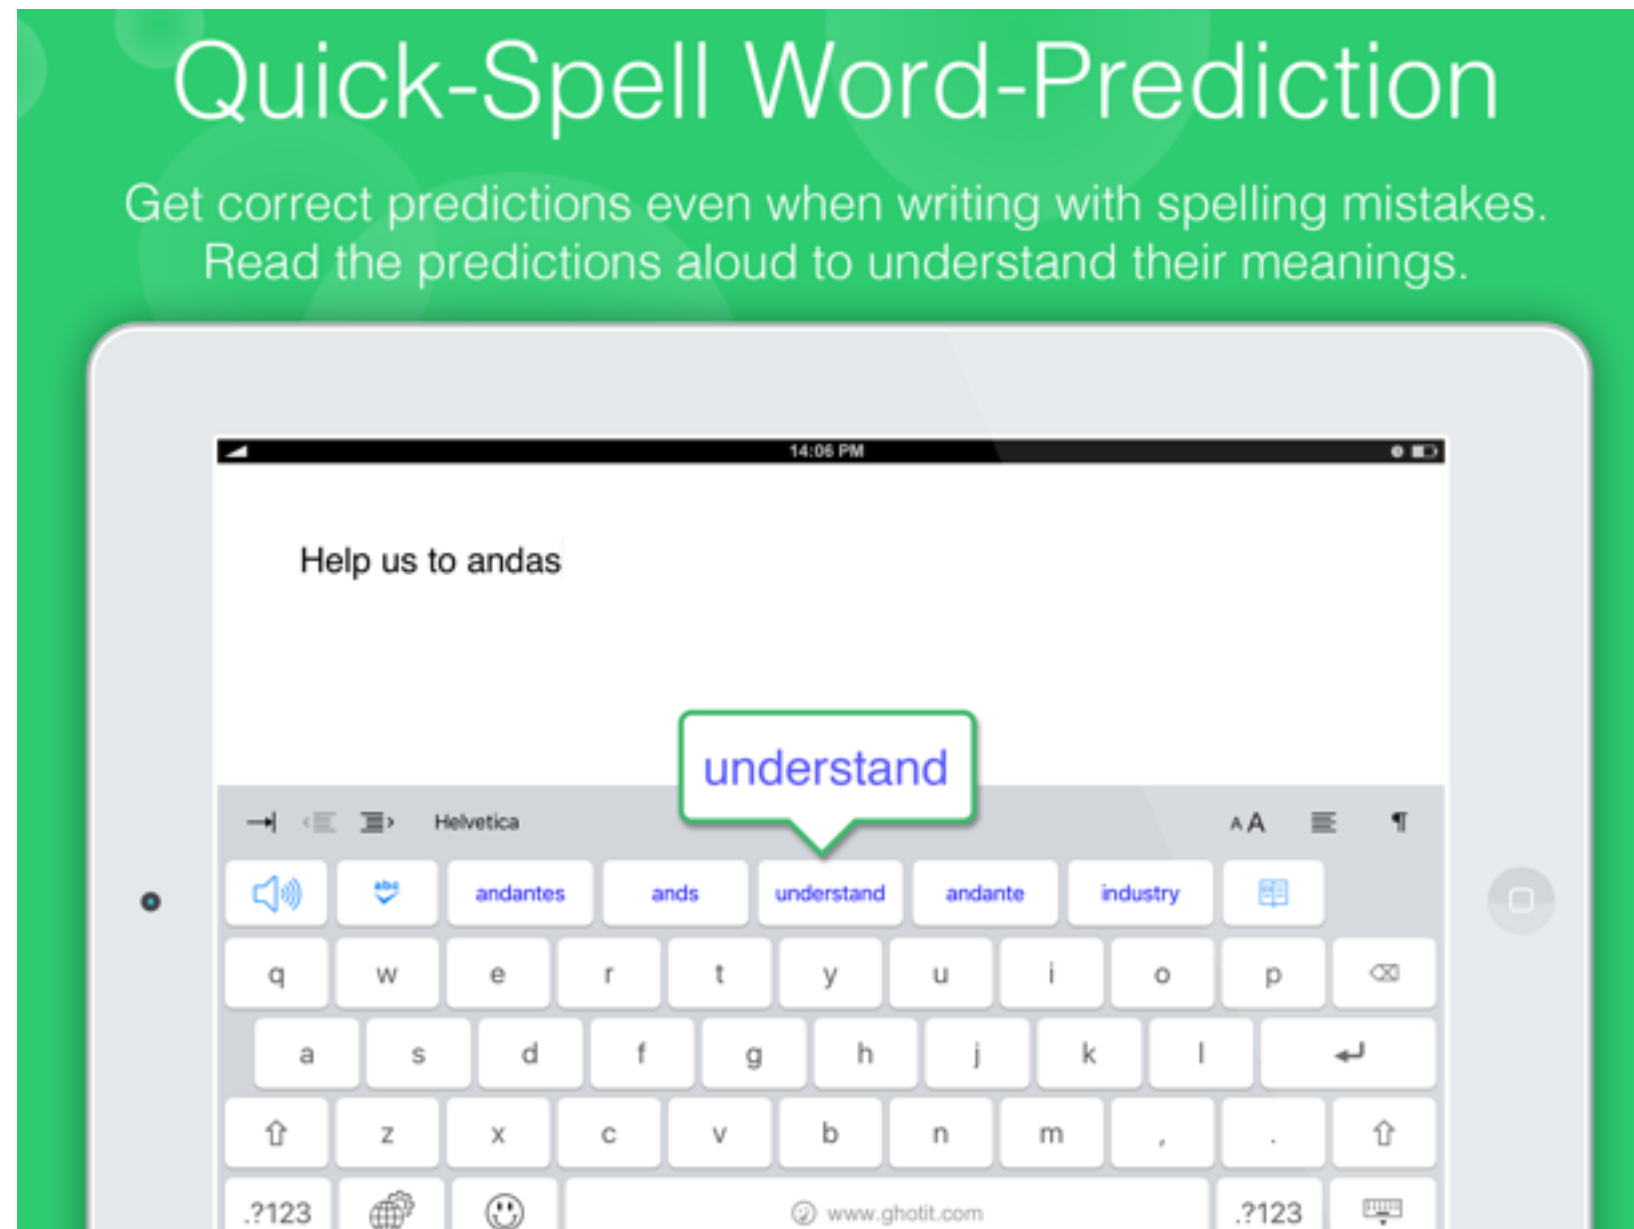 Quick-Spell Word-Prediction
Get correct predictions even when writing with spelling mistakes.
Read the predictions aloud to understand their meanings.
14:06 PM
Help us to andas
understand
Helvetica AA ¶
abc andantes ands understand andante industry
q w e r t y u i o p
a s d f g h j k l
z x c v b n m , .
.?123 www.ghotit.com .?123